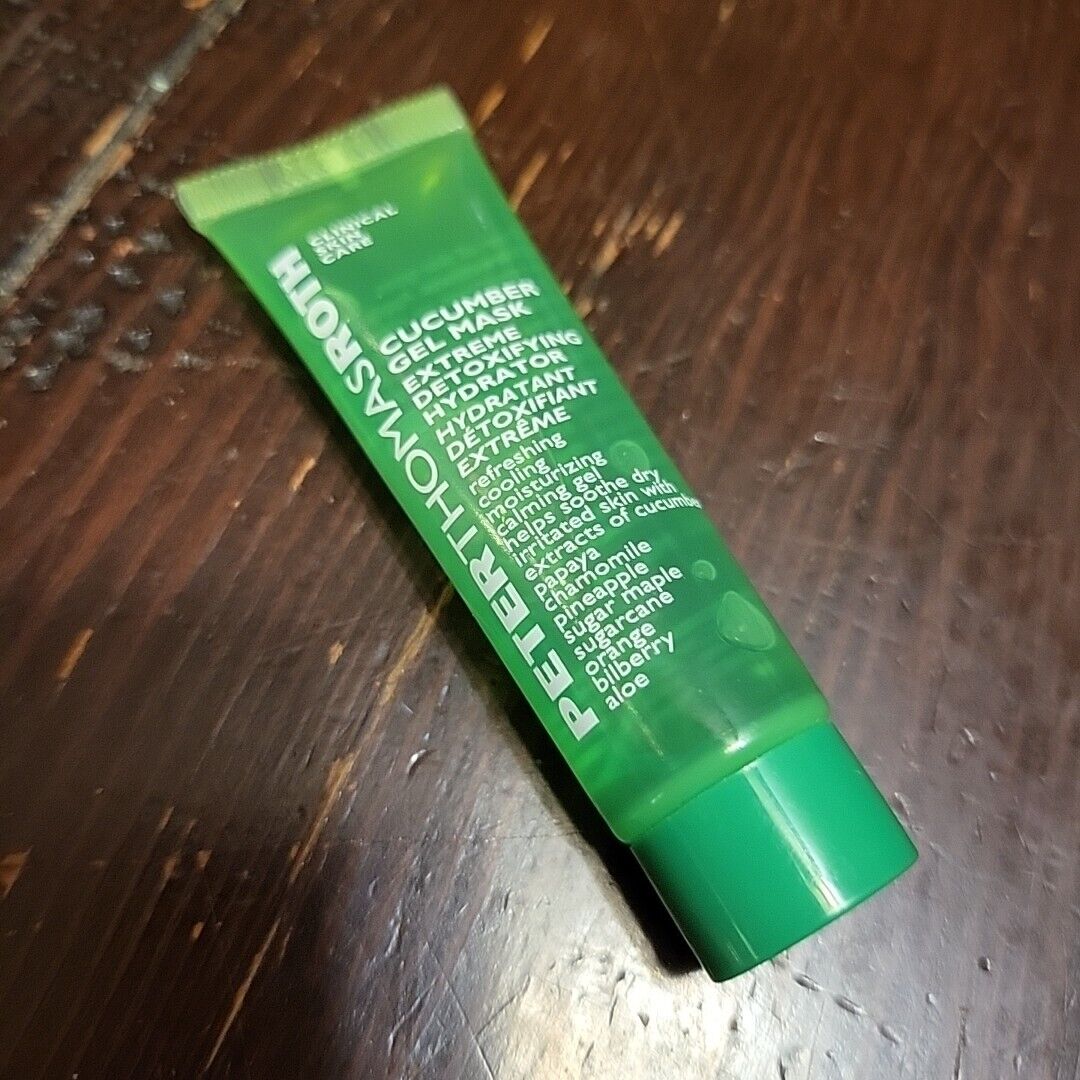 PETERTHOMASROTH
CLINICAL
SKIN
CARE
CUCUMBER
GEL MASK
EXTREME
DETOXIFYING
HYDRATOR
HYDRATANT
DÉTOXIFIANT
EXTRÊME
refreshing
cooling
moisturizing
calming gel
helps soothe dry
irritated skin with
extracts of cucumber
papaya
chamomile
pineapple
sugar maple
sugarcane
orange
bilberry
aloe